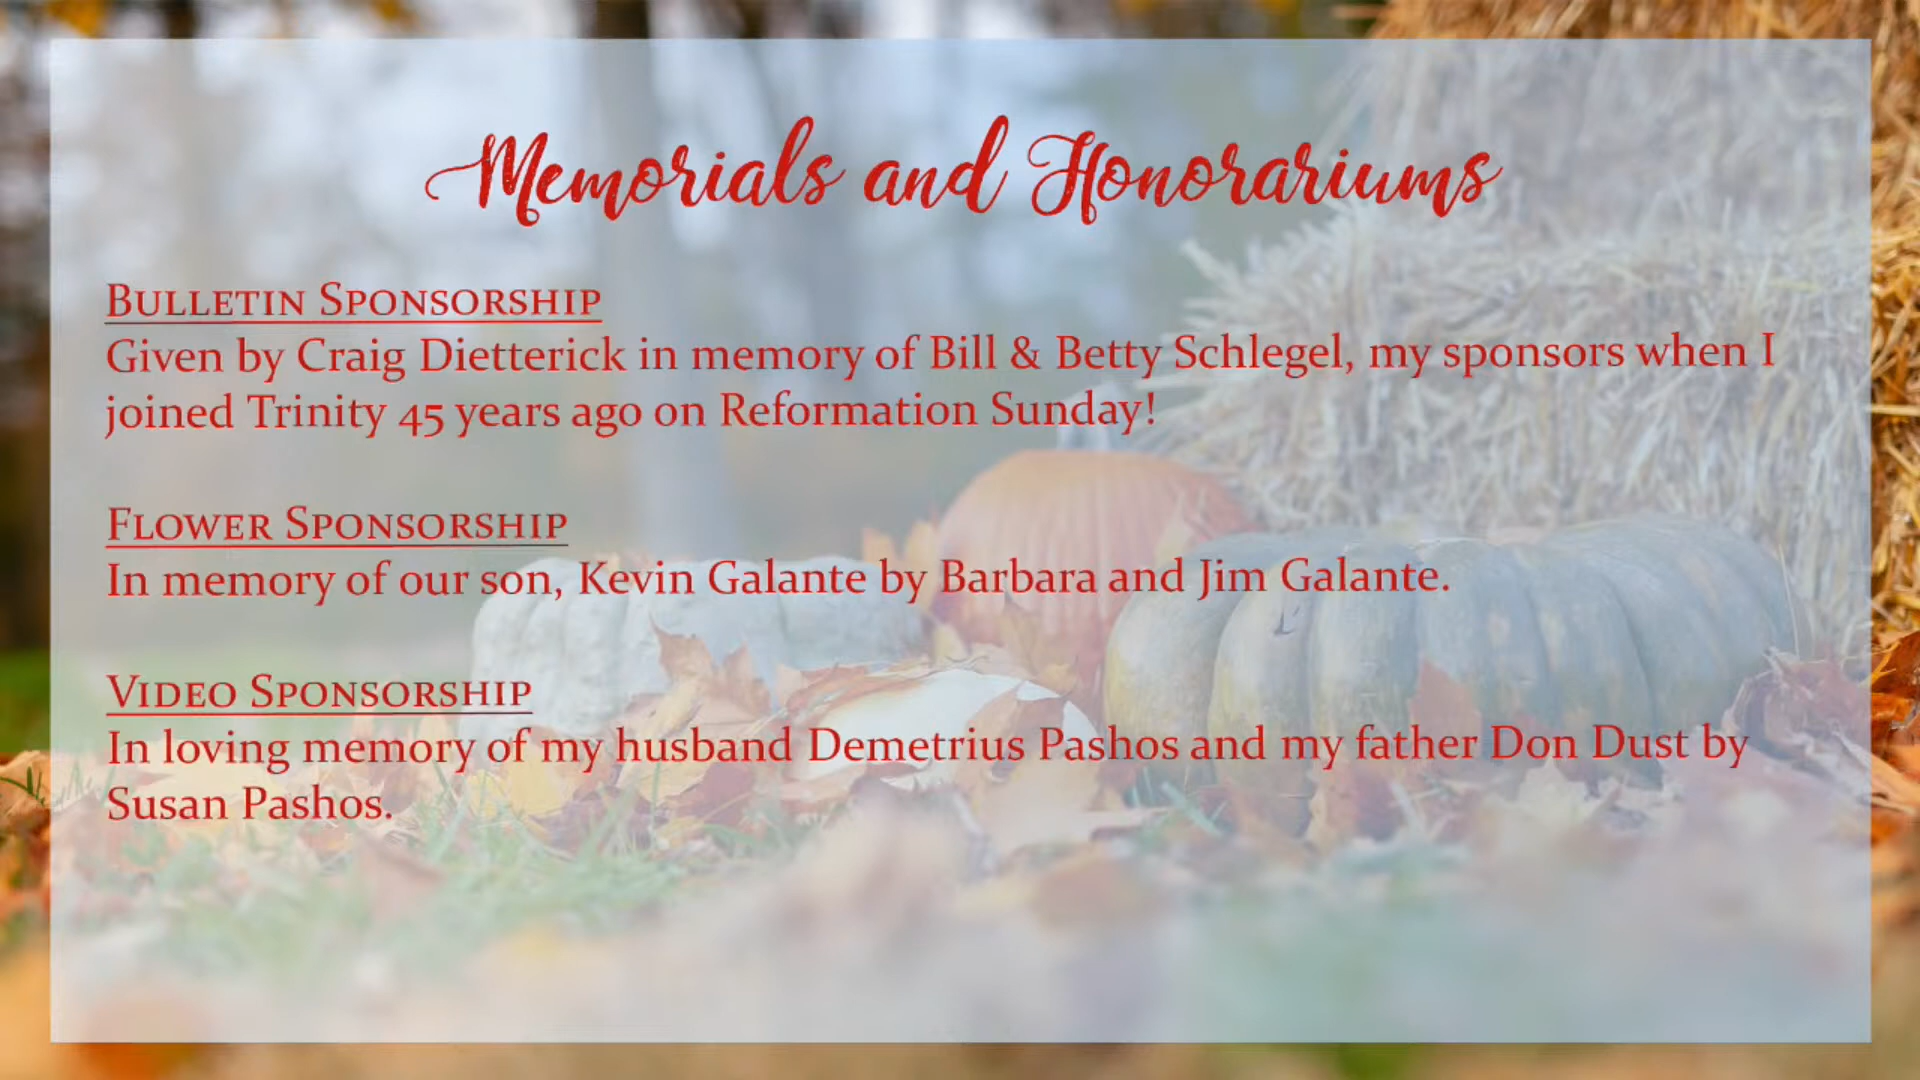 Memorials and Honorariums
Bulletin Sponsorship
Given by Craig Dietterick in memory of Bill & Betty Schlegel, my sponsors when I
joined Trinity 45 years ago on Reformation Sunday!
Flower Sponsorship
In memory of our son, Kevin Galante by Barbara and Jim Galante.
Video Sponsorship
In loving memory of my husband Demetrius Pashos and my father Don Dust by
Susan Pashos.